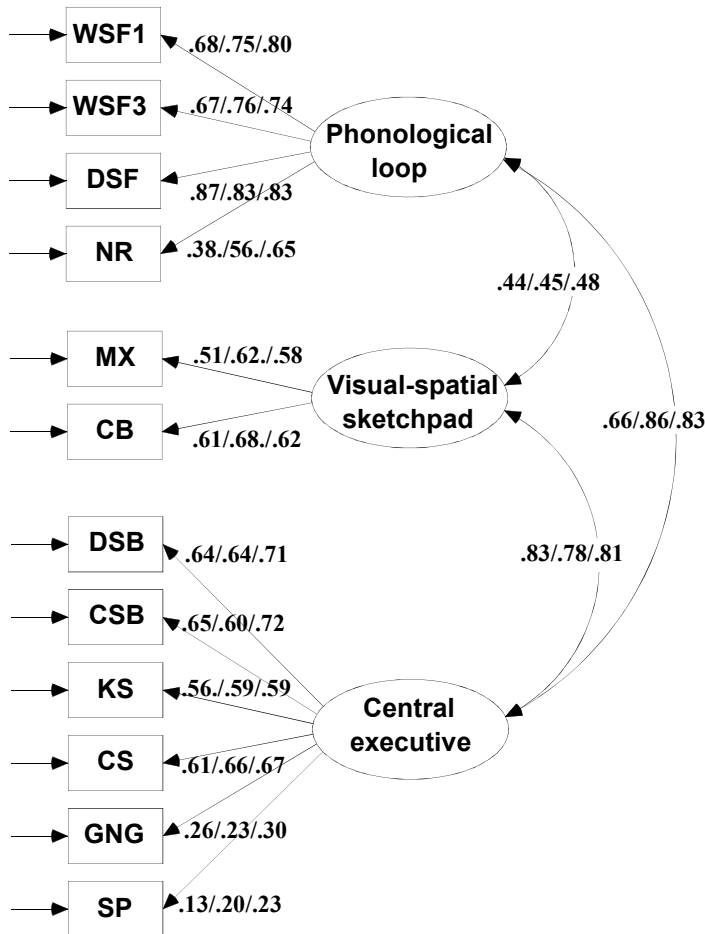 WSF1
.68/.75/.80
WSF3
.67/.76/.74
Phonological
loop
DSF
.87/.83/.83
NR
.38./56./.65
.44/.45/.48
MX
.51/.62./.58
Visual-spatial
sketchpad
CB
.61/.68./.62
.66/.86/.83
DSB
.64/.64/.71
.83/.78/.81
CSB
.65/.60/.72
KS
.56./.59/.59
Central
executive
CS
.61/.66/.67
GNG
.26/.23/.30
SP
.13/.20/.23